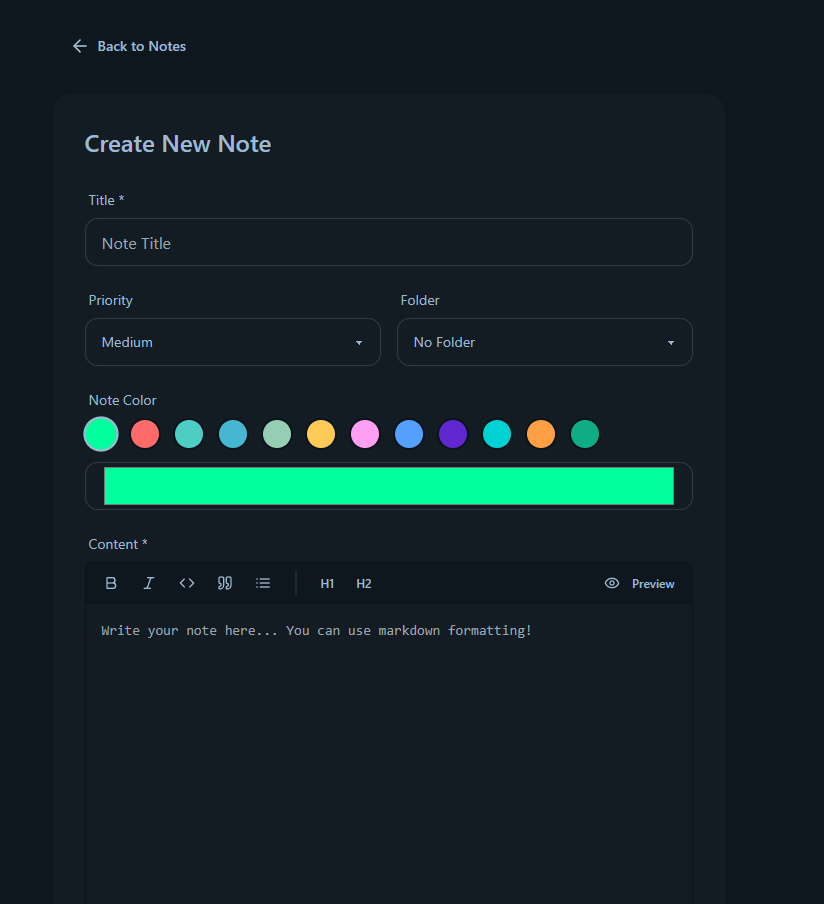 Back to Notes
Create New Note
Title *
Note Title
Priority Folder
Medium No Folder
Note Color
Content *
B I H1 H2 Preview
Write your note here... You can use markdown formatting!